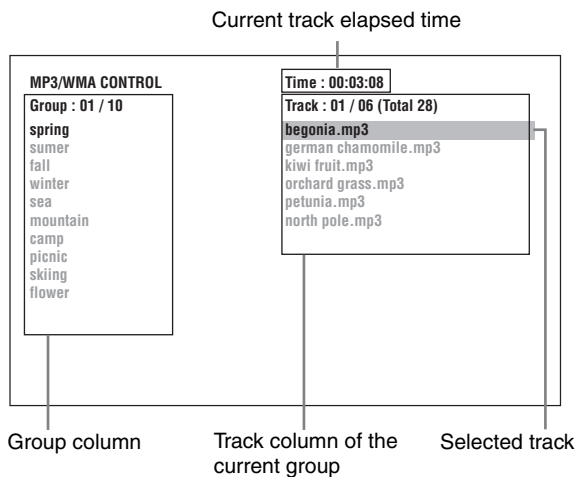 Current track elapsed time
MP3/WMA CONTROL
Time : 00:03:08
Group : 01 / 10
Track : 01 / 06 (Total 28)
spring
sumer
fall
winter
sea
mountain
camp
picnic
skiing
flower
begonia.mp3
german chamomile.mp3
kiwi fruit.mp3
orchard grass.mp3
petunia.mp3
north pole.mp3
Group column
Track column of the
current group
Selected track